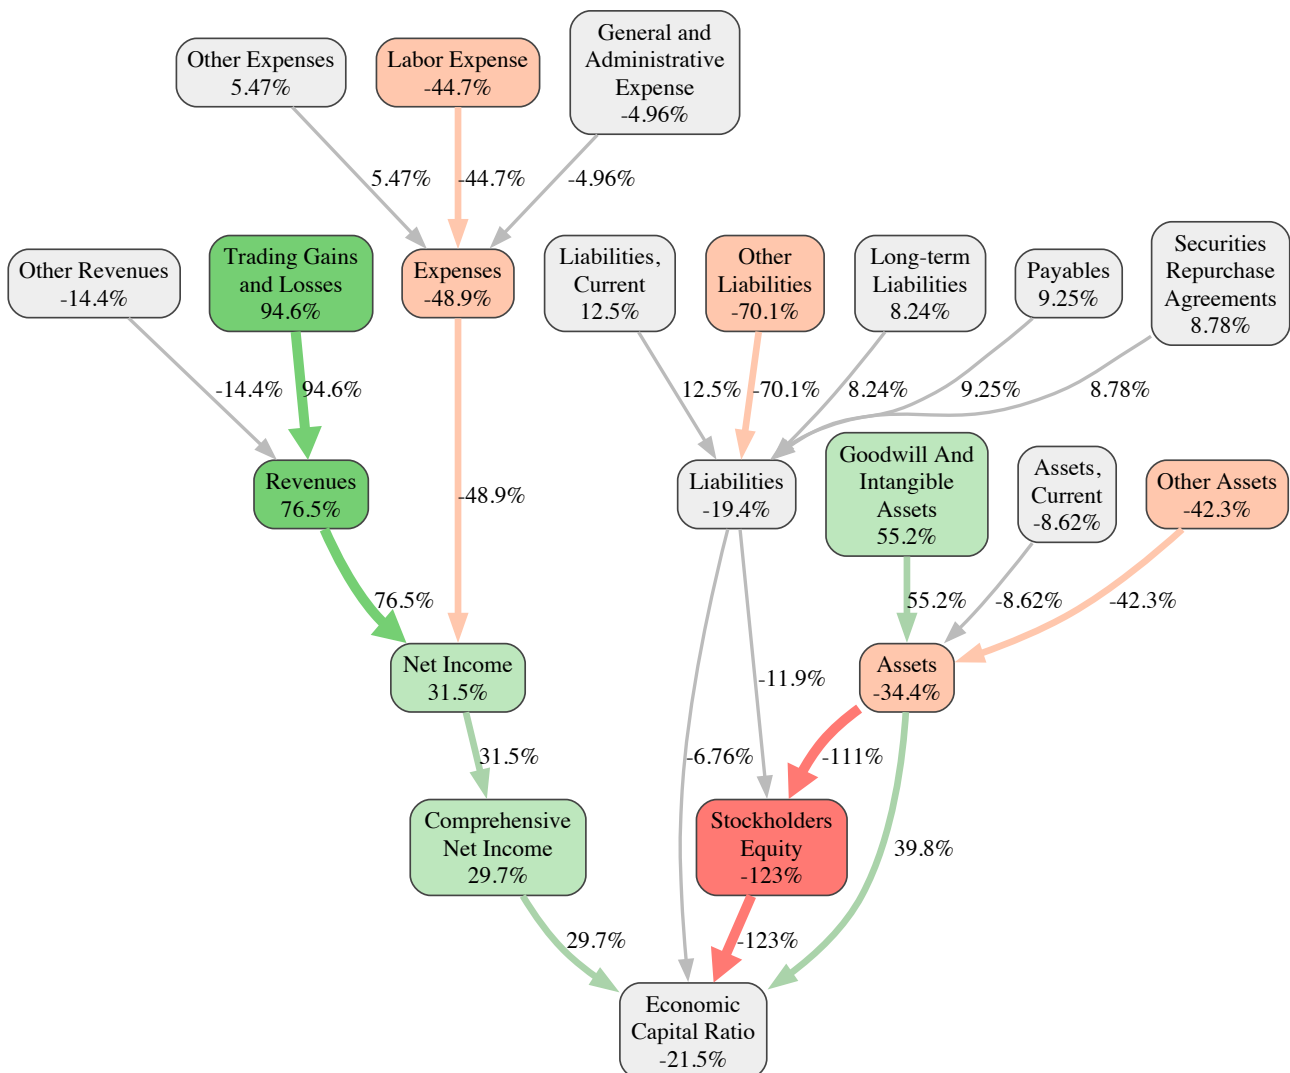 Other Expenses
5.47%
Labor Expense
-44.7%
General and
Administrative
Expense
-4.96%
5.47%
-44.7%
-4.96%
Other Revenues
-14.4%
Trading Gains
and Losses
94.6%
Expenses
-48.9%
Liabilities,
Current
12.5%
Other
Liabilities
-70.1%
Long-term
Liabilities
8.24%
Payables
9.25%
Securities
Repurchase
Agreements
8.78%
-14.4%
94.6%
12.5%
-70.1%
8.24%
9.25%
8.78%
Revenues
76.5%
-48.9%
Liabilities
-19.4%
Goodwill And
Intangible
Assets
55.2%
Assets,
Current
-8.62%
Other Assets
-42.3%
76.5%
55.2%
-8.62%
-42.3%
Net Income
31.5%
-11.9%
Assets
-34.4%
31.5%
-6.76%
-111%
Comprehensive
Net Income
29.7%
Stockholders
Equity
-123%
39.8%
29.7%
-123%
Economic
Capital Ratio
-21.5%